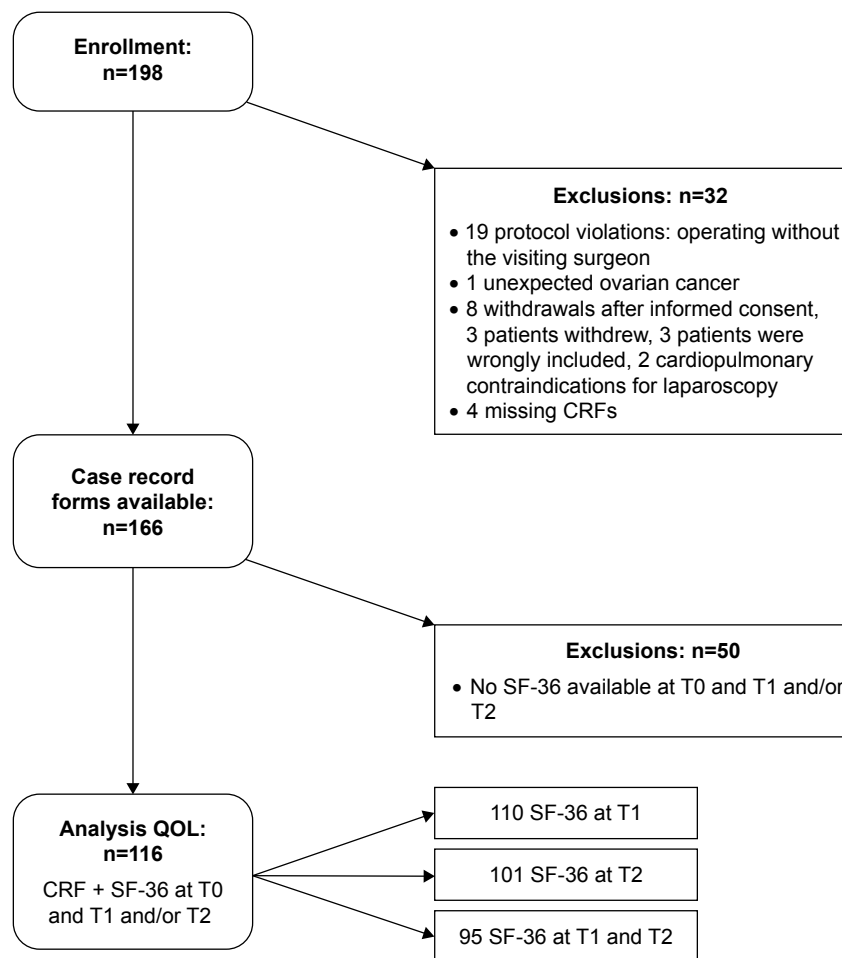 Enrollment:
n=198
Exclusions: n=32
• 19 protocol violations: operating without
the visiting surgeon
• 1 unexpected ovarian cancer
• 8 withdrawals after informed consent,
3 patients withdrew, 3 patients were
wrongly included, 2 cardiopulmonary
contraindications for laparoscopy
• 4 missing CRFs
Case record
forms available:
n=166
Exclusions: n=50
• No SF-36 available at T0 and T1 and/or
T2
Analysis QOL:
n=116
CRF + SF-36 at T0
and T1 and/or T2
110 SF-36 at T1
101 SF-36 at T2
95 SF-36 at T1 and T2